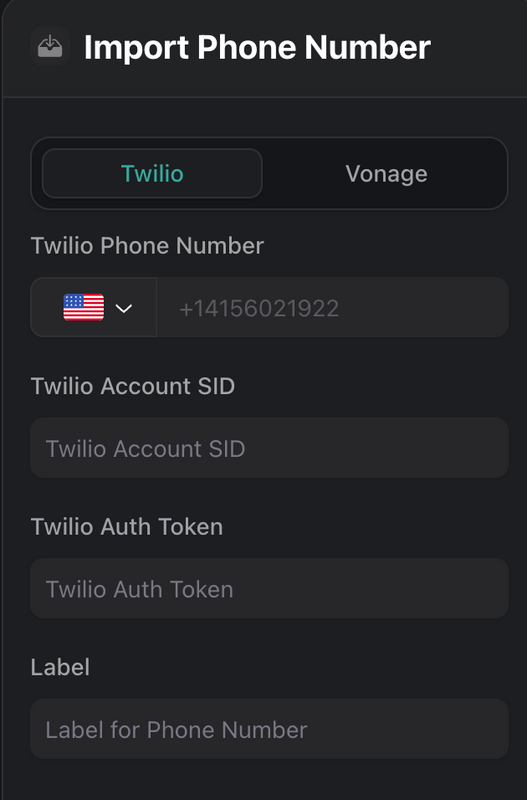 Import Phone Number
Twilio Vonage
Twilio Phone Number
+14156021922
Twilio Account SID
Twilio Account SID
Twilio Auth Token
Twilio Auth Token
Label
Label for Phone Number